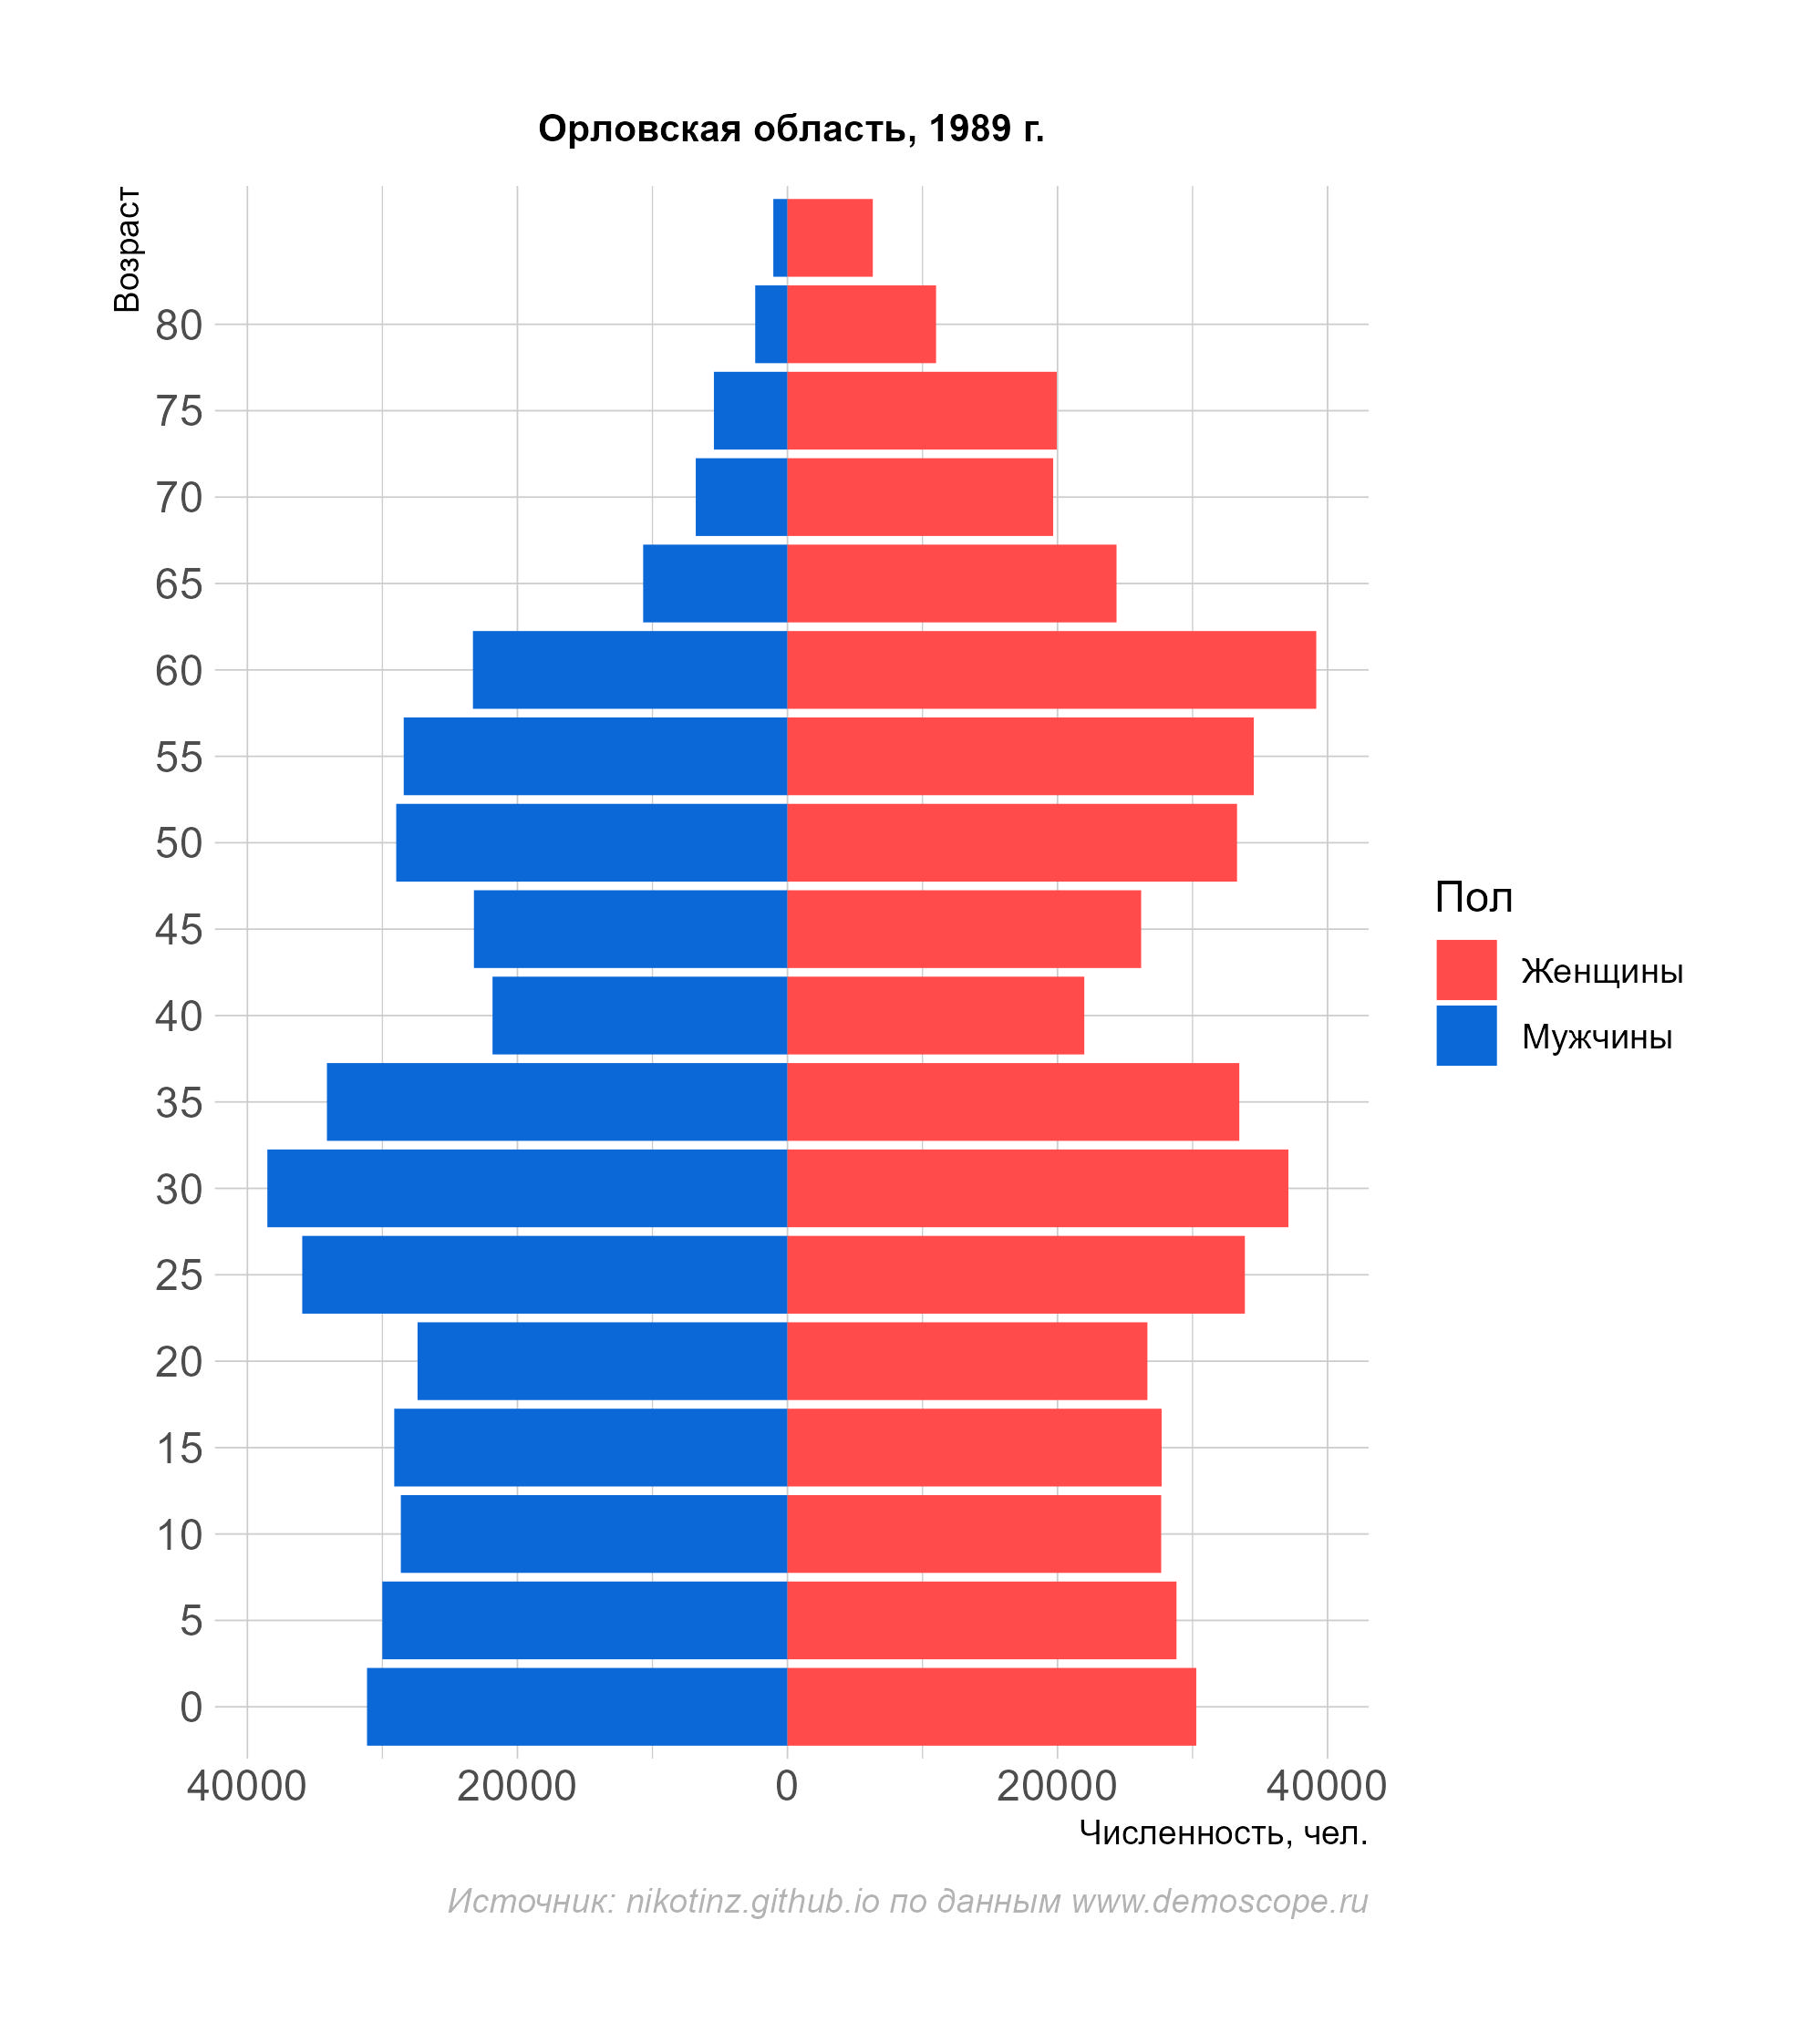 Орловская область, 1989 г.
Возраст
80
75
70
65
60
55
50
45
40
35
30
25
20
15
10
5
0
40000 20000 0 20000 40000
Численность, чел.
Пол
Женщины
Мужчины
Источник: nikotinz.github.io по данным www.demoscope.ru